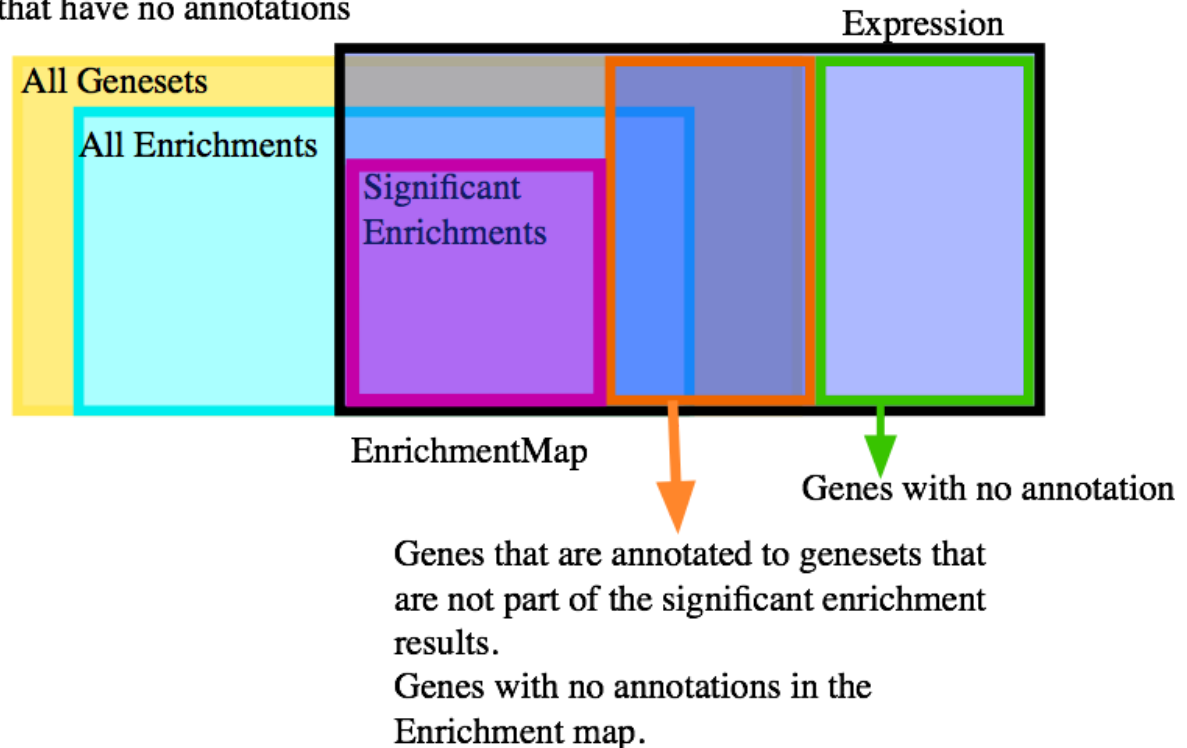 that have no annotations
Expression
All Genesets
All Enrichments
Significant
Enrichments
EnrichmentMap
Genes with no annotation
Genes that are annotated to genesets that
are not part of the significant enrichment
results.
Genes with no annotations in the
Enrichment map.